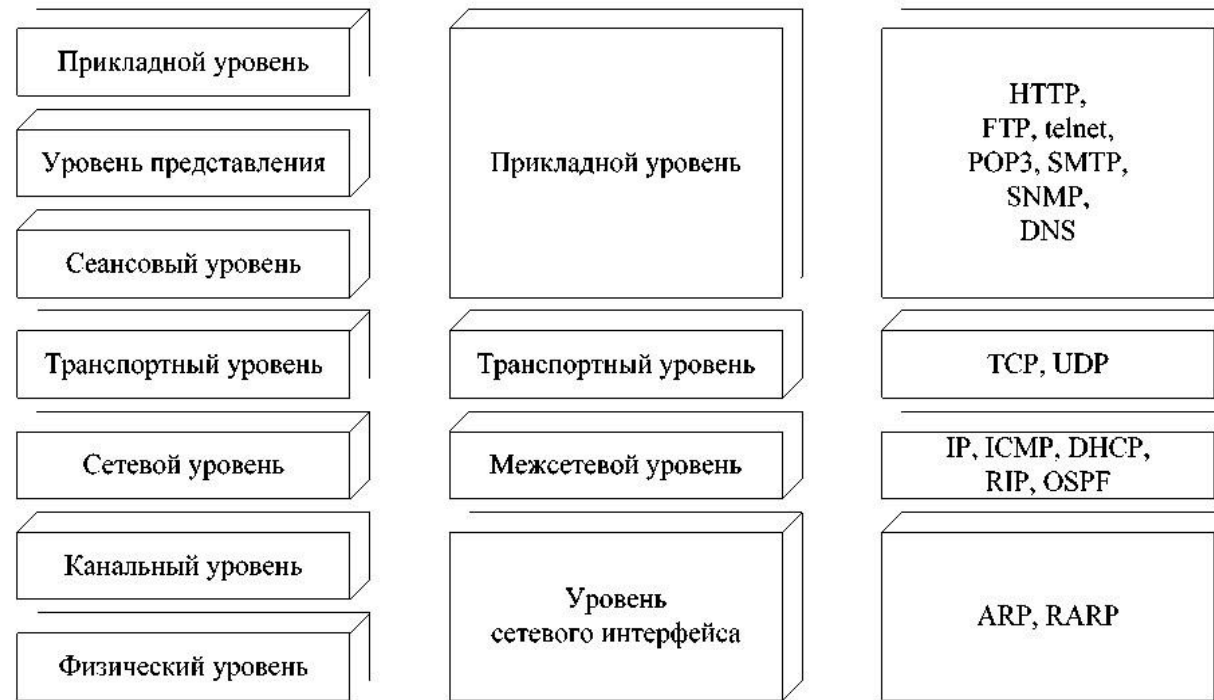 Прикладной уровень
Уровень представления
Сеансовый уровень
Транспортный уровень
Сетевой уровень
Канальный уровень
Физический уровень
Прикладной уровень
Транспортный уровень
Межсетевой уровень
Уровень
сетевого интерфейса
HTTP,
FTP, telnet,
POP3, SMTP,
SNMP,
DNS
TCP, UDP
IP, ICMP, DHCP,
RIP, OSPF
ARP, RARP